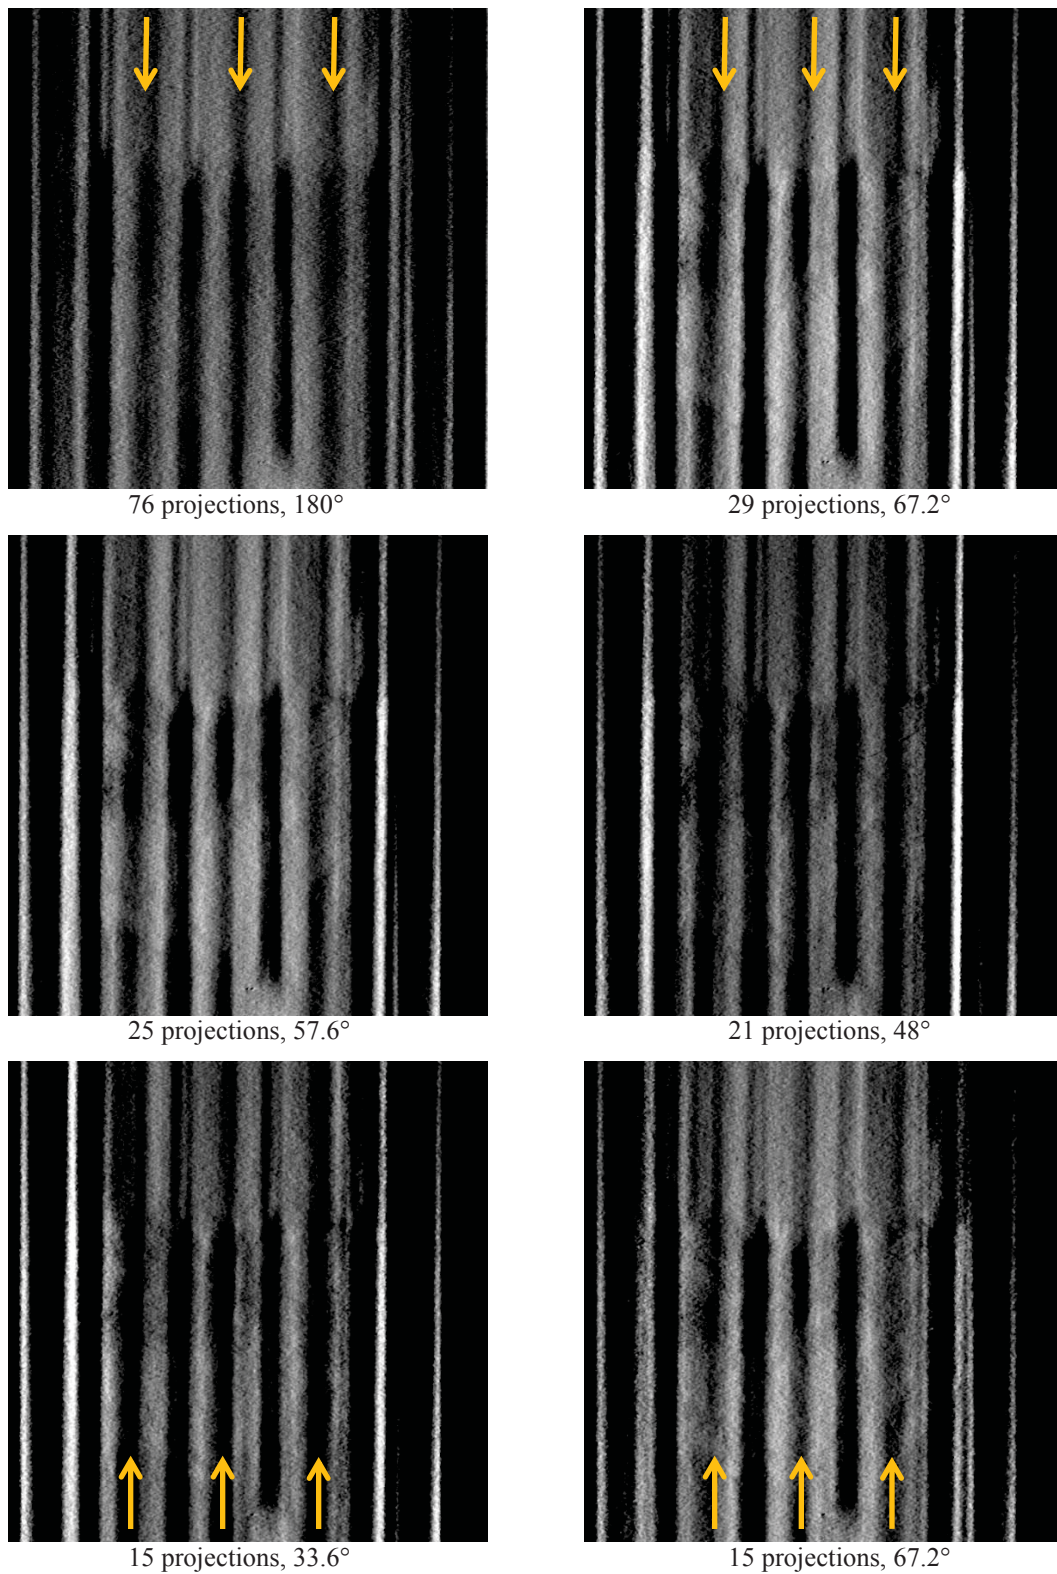 76 projections, 180°
29 projections, 67.2°
25 projections, 57.6°
21 projections, 48°
15 projections, 33.6°
15 projections, 67.2°